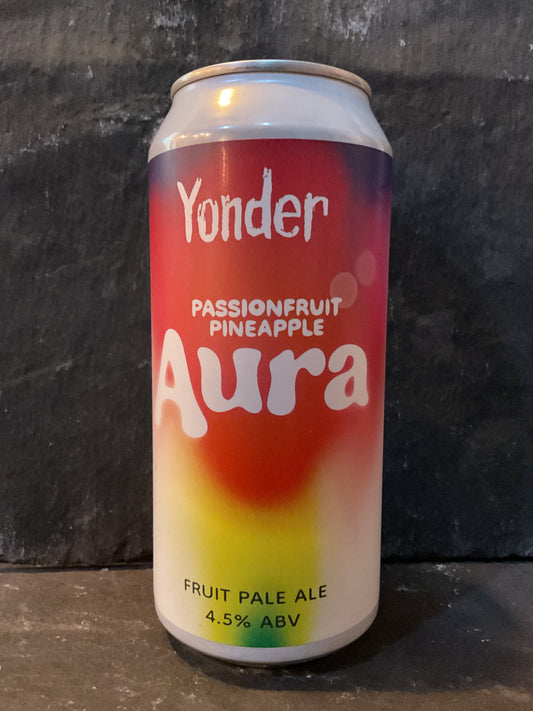 Yonder
PASSIONFRUIT
PINEAPPLE
Aura
FRUIT PALE ALE
4.5% ABV